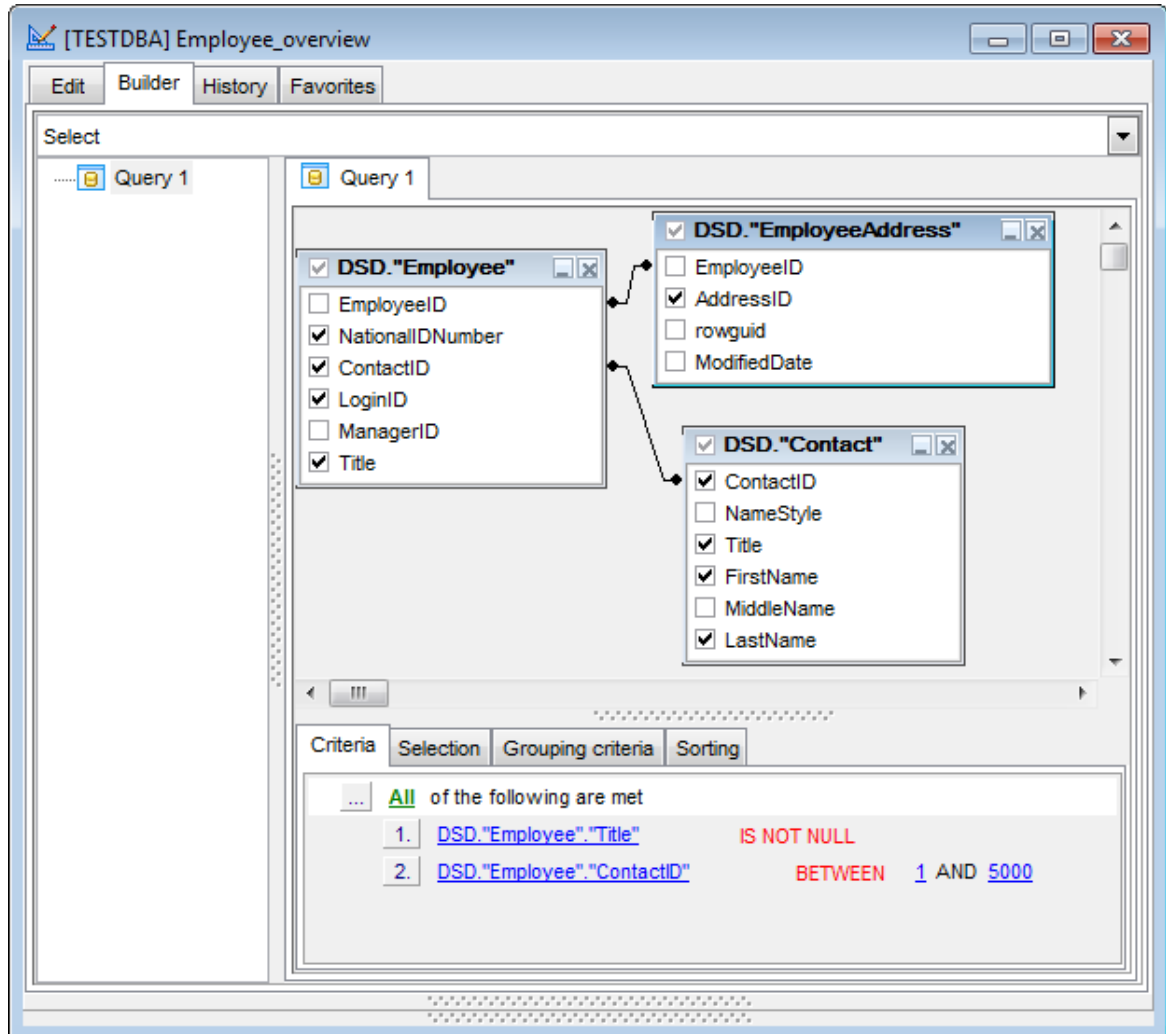 [TESTDBA] Employee_overview
Edit Builder History Favorites
Select
Query 1
Query 1
DSD."Employee"
EmployeeID
NationalIDNumber
ContactID
LoginID
ManagerID
Title
DSD."EmployeeAddress"
EmployeeID
AddressID
rowguid
ModifiedDate
DSD."Contact"
ContactID
NameStyle
Title
FirstName
MiddleName
LastName
Criteria Selection Grouping criteria Sorting
... All of the following are met
1. DSD."Employee"."Title" IS NOT NULL
2. DSD."Employee"."ContactID" BETWEEN 1 AND 5000